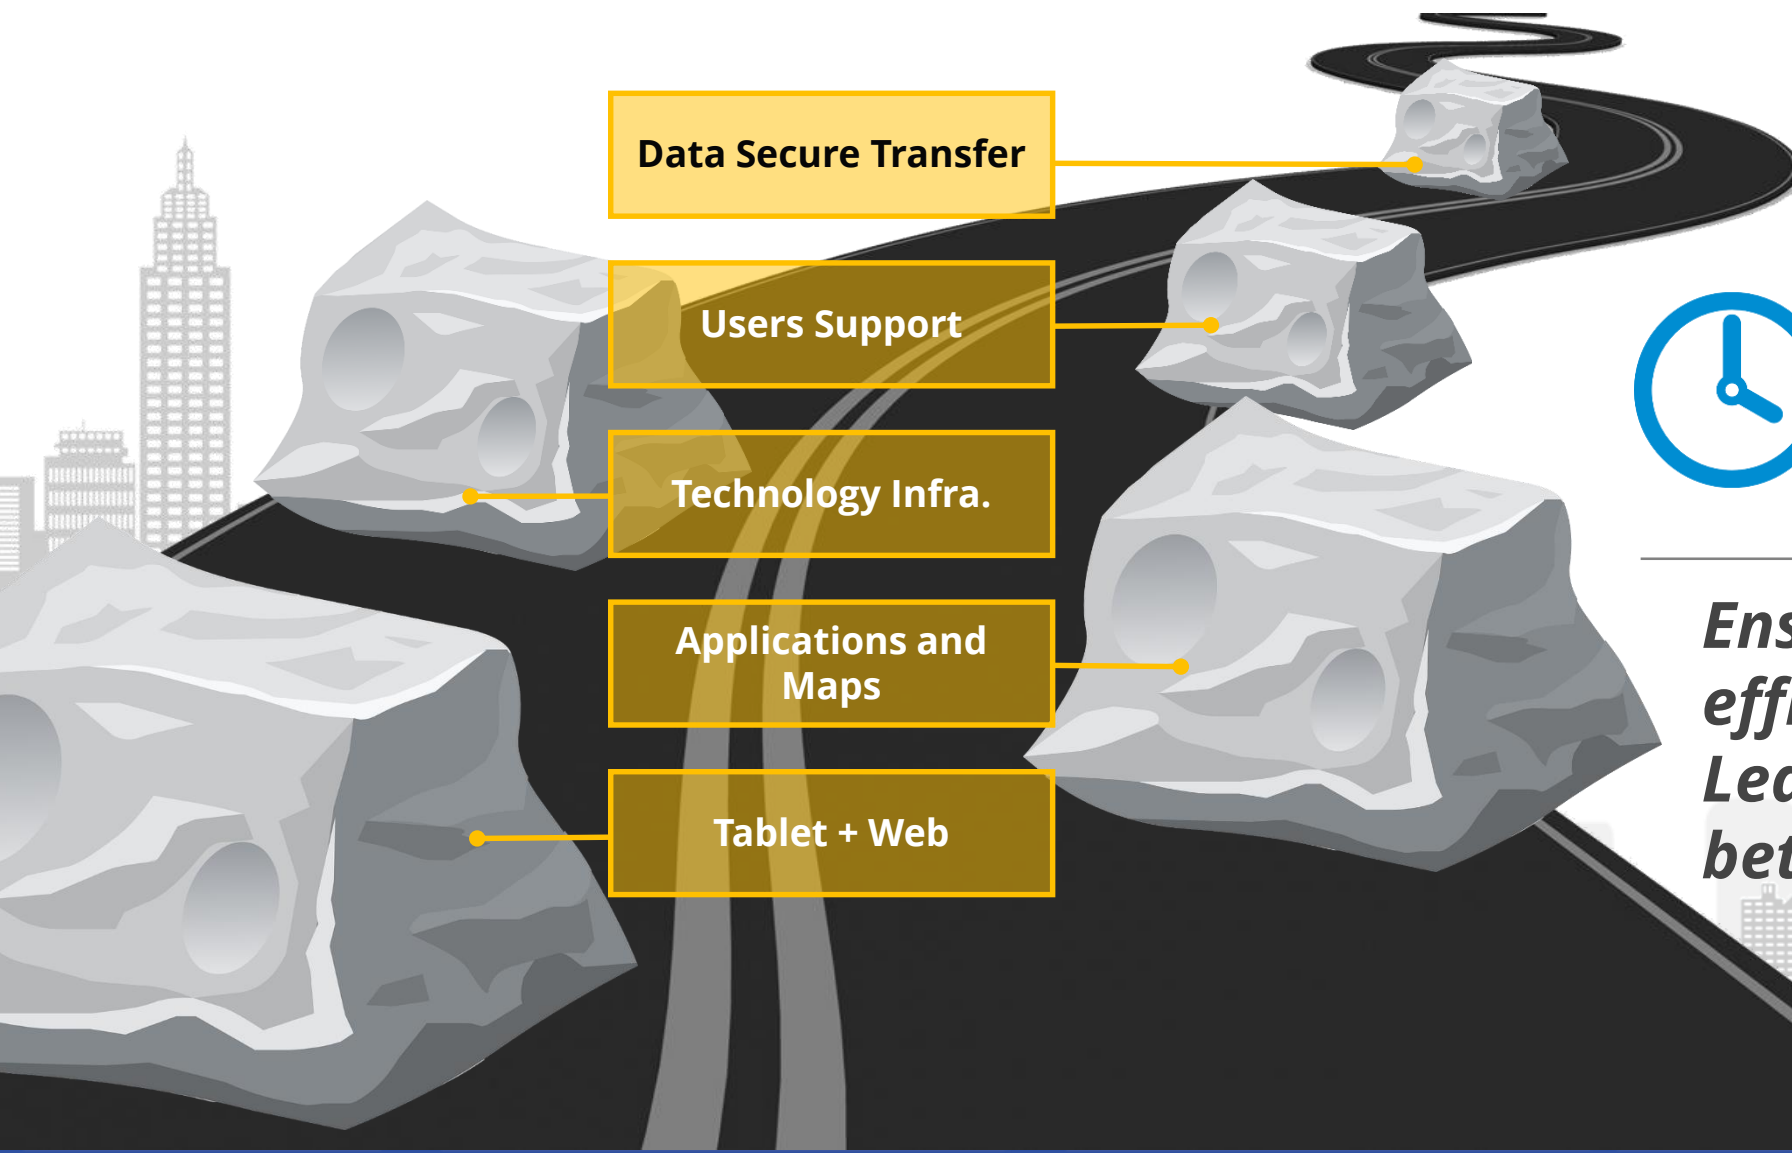 Data Secure Transfer
Users Support
Technology Infra.
Applications and
Maps
Tablet + Web